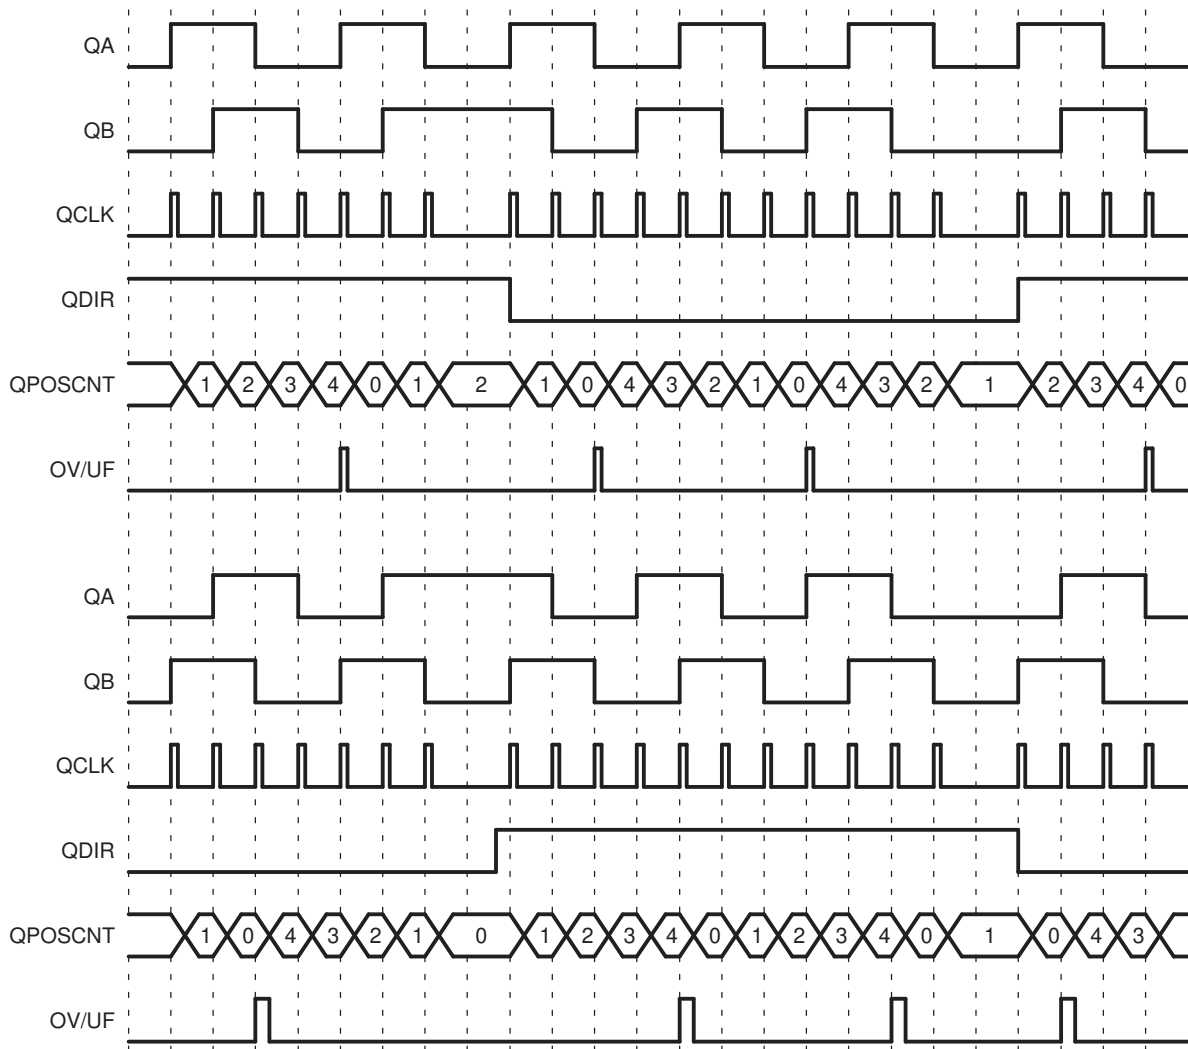 QA
QB
QCLK
QDIR
QPOSCNT 1 2 3 4 0 1 2 1 0 4 3 2 1 0 4 3 2 1 2 3 4 0
OV/UF
QA
QB
QCLK
QDIR
QPOSCNT 1 0 4 3 2 1 0 1 2 3 4 0 1 2 3 4 0 1 0 4 3
OV/UF